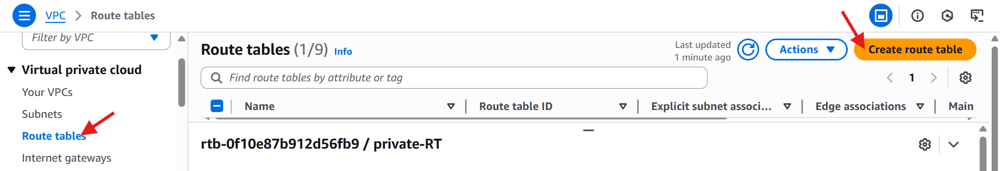 VPC > Route tables
Filter by VPC
Virtual private cloud
Your VPCs
Subnets
Route tables
Internet gateways
Route tables (1/9) Info
Last updated
1 minute ago
Actions
Create route table
Find route tables by attribute or tag
1
Name
Route table ID
Explicit subnet associ...
Edge associations
Main
rtb-0f10e87b912d56fb9 / private-RT